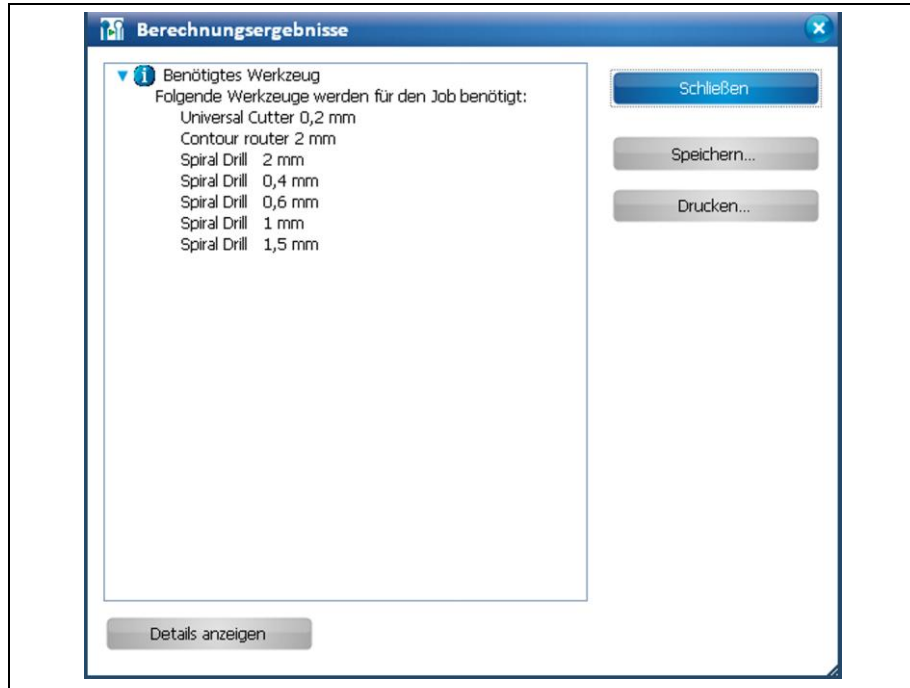 Berechnungsergebnisse
Benötigtes Werkzeug
Folgende Werkzeuge werden für den Job benötigt:
Universal Cutter 0,2 mm
Contour router 2 mm
Spiral Drill 2 mm
Spiral Drill 0,4 mm
Spiral Drill 0,6 mm
Spiral Drill 1 mm
Spiral Drill 1,5 mm
Schließen
Speichern...
Drucken...
Details anzeigen